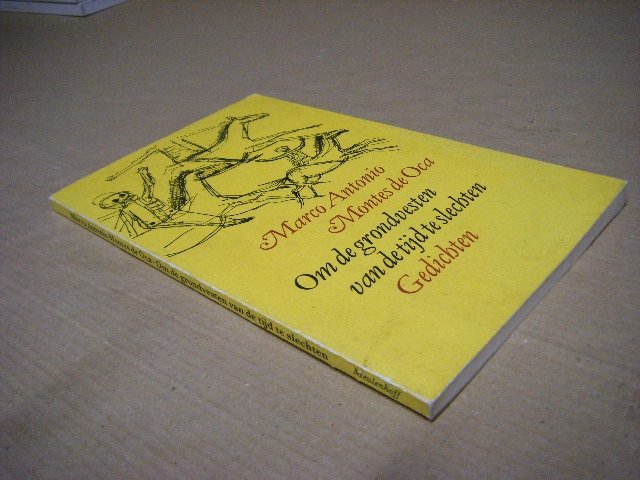 Marco Antonio
Montes de Oca
Om de grondvesten
van de tijd te slechten
Gedichten
Marco Antonio Montes de Oca. Om de grondvesten van de tijd te slechten Meulenhoff